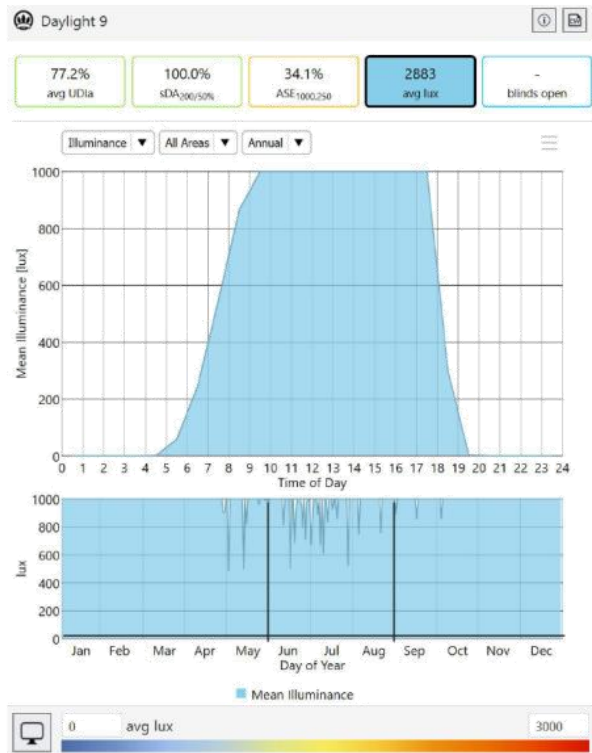 Daylight 9
77.2% 100.0% 34.1% 2883 -
avg UDIa sDA200/50% ASE1000,250 avg lux blinds open
Illuminance ▼ All Areas ▼ Annual ▼
Mean Illuminance [lux]
1000
800
600
400
200
0
0 1 2 3 4 5 6 7 8 9 10 11 12 13 14 15 16 17 18 19 20 21 22 23 24
Time of Day
lux
1000
800
600
400
200
0
Jan Feb Mar Apr May Jun Jul Aug Sep Oct Nov Dec
Day of Year
Mean Illuminance
0 avg lux 3000